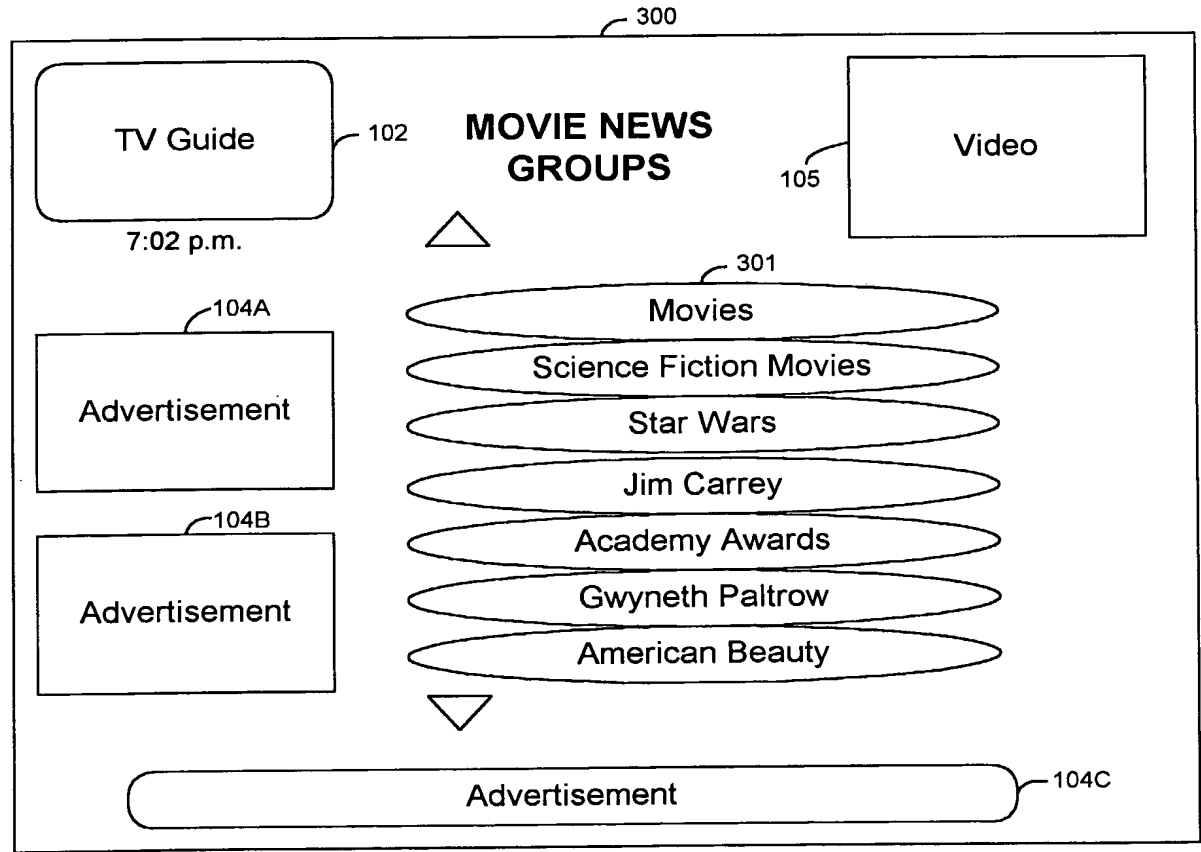 300
TV Guide
102
MOVIE NEWS
GROUPS
105
Video
7:02 p.m.
301
104A
Advertisement
Movies
Science Fiction Movies
Star Wars
Jim Carrey
104B
Advertisement
Academy Awards
Gwyneth Paltrow
American Beauty
Advertisement
104C